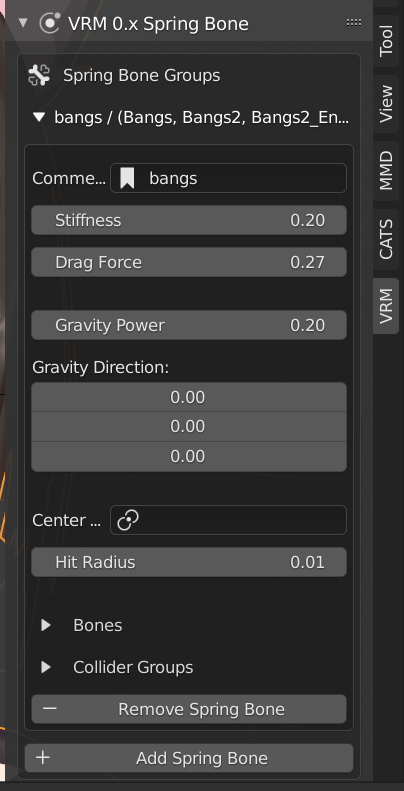 VRM 0.x Spring Bone
Spring Bone Groups
bangs / (Bangs, Bangs2, Bangs2_En...
Comme... bangs
Stiffness 0.20
Drag Force 0.27
Gravity Power 0.20
Gravity Direction:
0.00
0.00
0.00
Center ...
Hit Radius 0.01
Bones
Collider Groups
Remove Spring Bone
Add Spring Bone
Tool
View
MMD
CATS
VRM